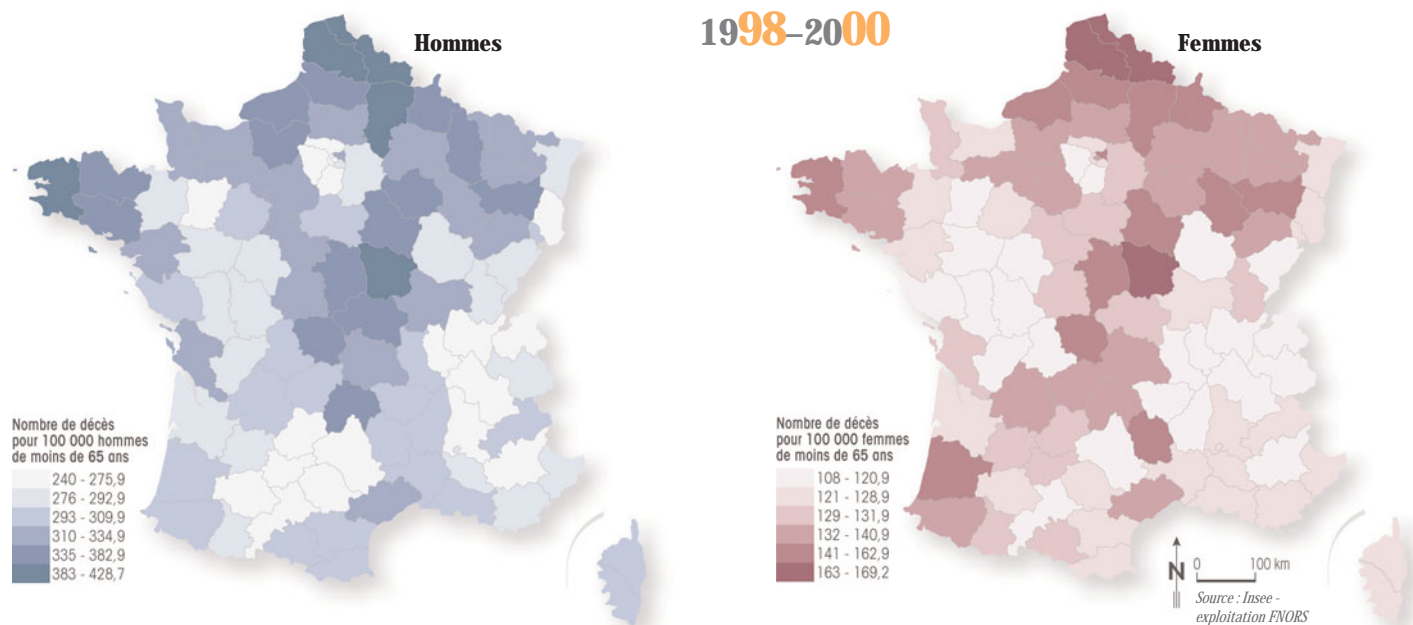 1998–2000
Hommes
Femmes
Nombre de décès
pour 100 000 hommes
de moins de 65 ans
240 - 275,9
276 - 292,9
293 - 309,9
310 - 334,9
335 - 382,9
383 - 428,7
Nombre de décès
pour 100 000 femmes
de moins de 65 ans
108 - 120,9
121 - 128,9
129 - 131,9
132 - 140,9
141 - 162,9
163 - 169,2
N
0 100 km
Source : Insee -
exploitation FNORS